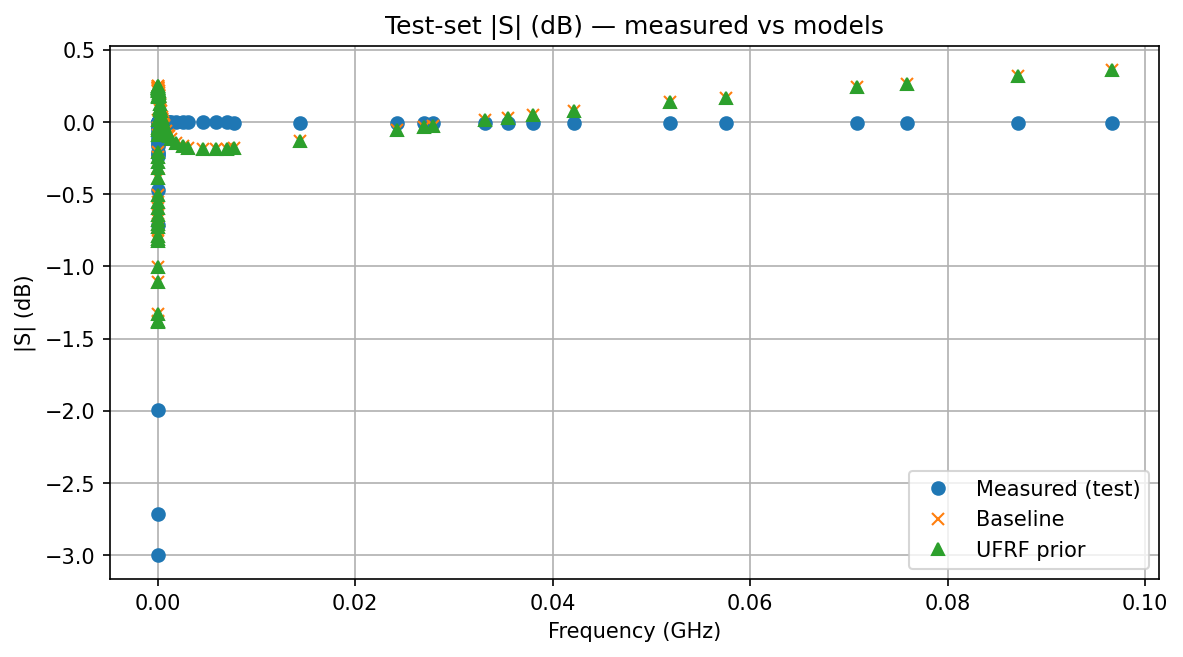 Test-set |S| (dB) — measured vs models
0.5
0.0
−0.5
−1.0
−1.5
−2.0
−2.5
−3.0
|S| (dB)
Measured (test)
Baseline
UFRF prior
0.00 0.02 0.04 0.06 0.08 0.10
Frequency (GHz)